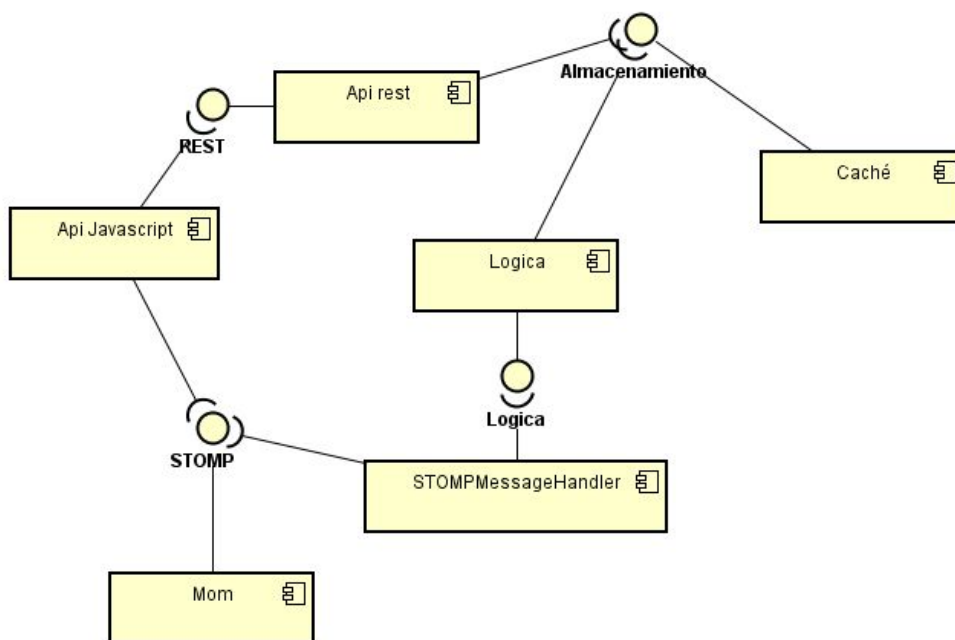 Almacenamiento
Api rest
REST
Caché
Api Javascript
Logica
Logica
STOMP
STOMPMessageHandler
Mom